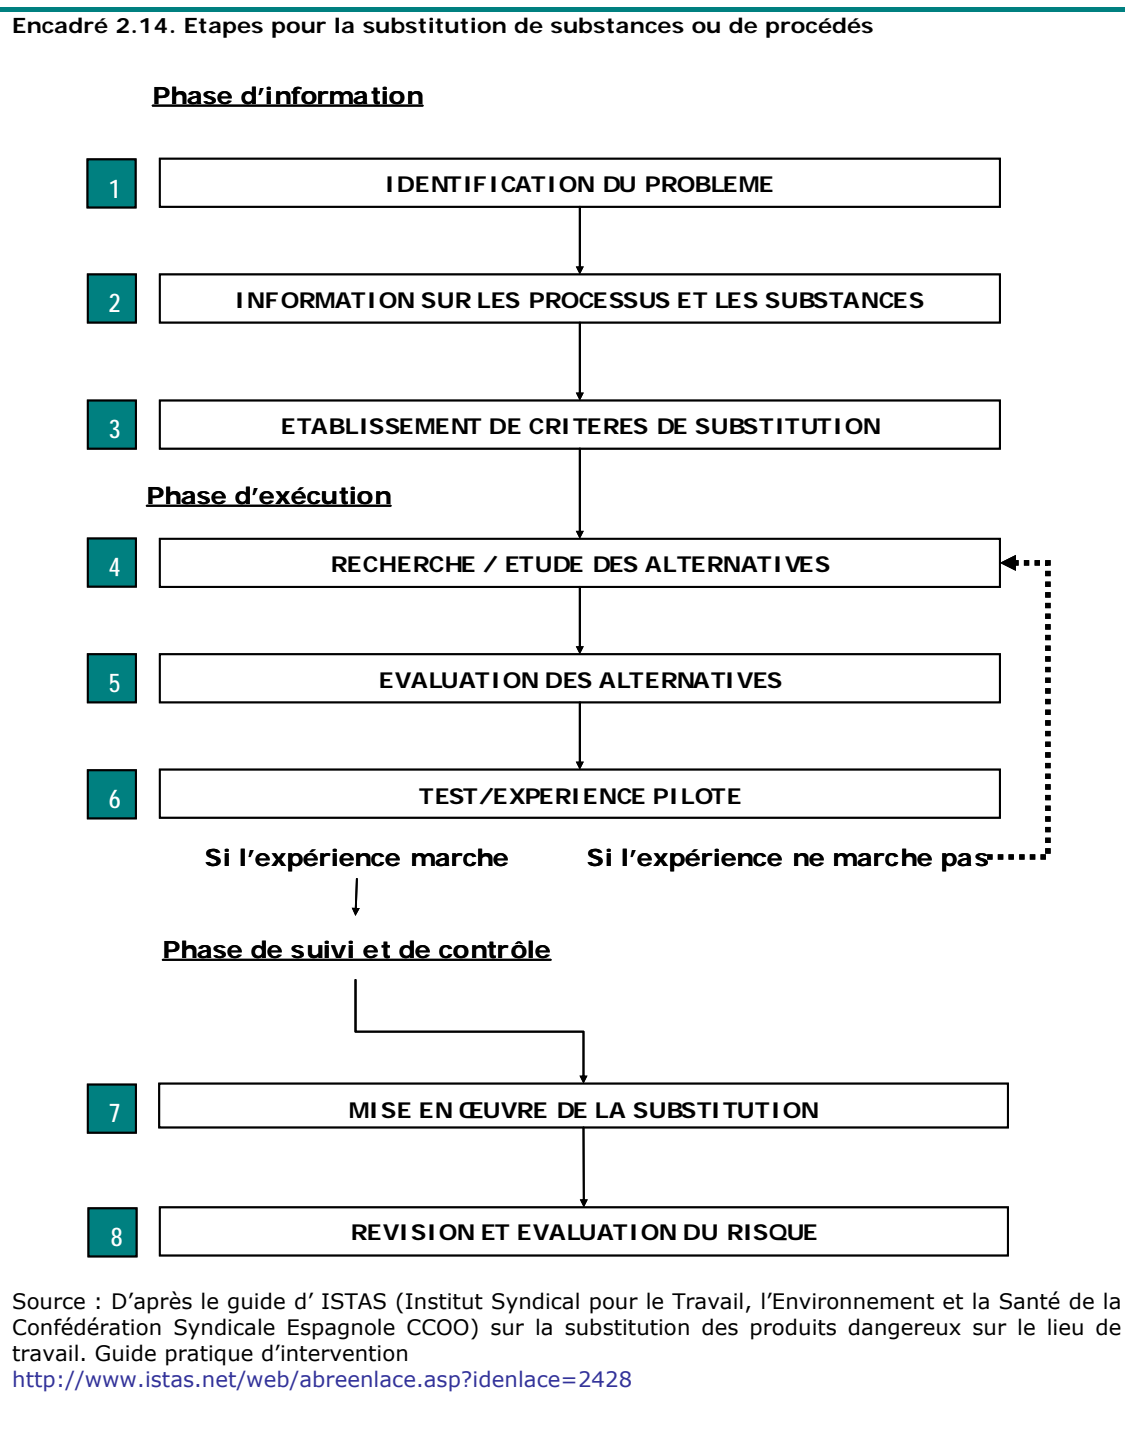 Encadré 2.14. Etapes pour la substitution de substances ou de procédés
Phase d'information
1 IDENTIFICATION DU PROBLEME
2 INFORMATION SUR LES PROCESSUS ET LES SUBSTANCES
3 ETABLISSEMENT DE CRITERES DE SUBSTITUTION
Phase d'exécution
4 RECHERCHE / ETUDE DES ALTERNATIVES
5 EVALUATION DES ALTERNATIVES
6 TEST/EXPERIENCE PILOTE
Si l'expérience marche Si l'expérience ne marche pas
Phase de suivi et de contrôle
7 MISE EN ŒUVRE DE LA SUBSTITUTION
8 REVISION ET EVALUATION DU RISQUE
Source : D'après le guide d' ISTAS (Institut Syndical pour le Travail, l'Environnement et la Santé de la
Confédération Syndicale Espagnole CCOO) sur la substitution des produits dangereux sur le lieu de
travail. Guide pratique d'intervention
http://www.istas.net/web/abreenlace.asp?idenlace=2428